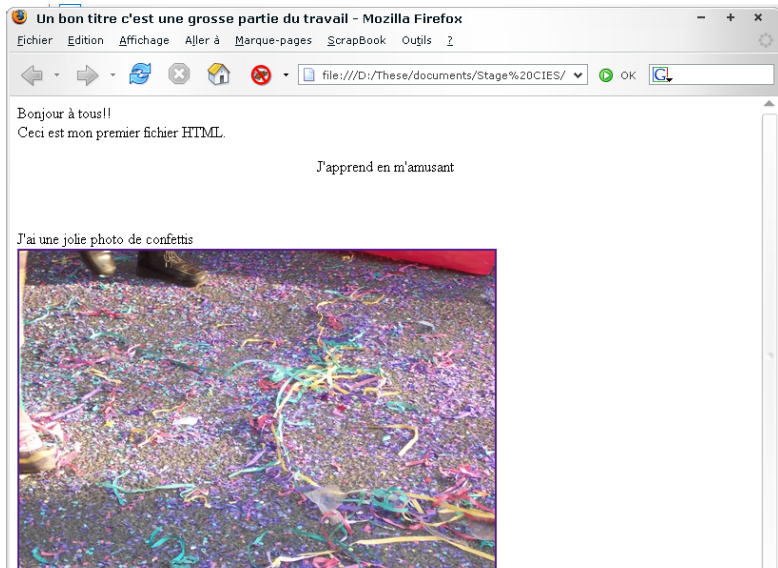 Un bon titre c'est une grosse partie du travail - Mozilla Firefox
Fichier Edition Affichage Aller à Marque-pages ScrapBook Outils ?
file:///D:/These/documents/Stage%20CIES/ OK G
Bonjour à tous!!
Ceci est mon premier fichier HTML.
J'apprend en m'amusant
J'ai une jolie photo de confettis